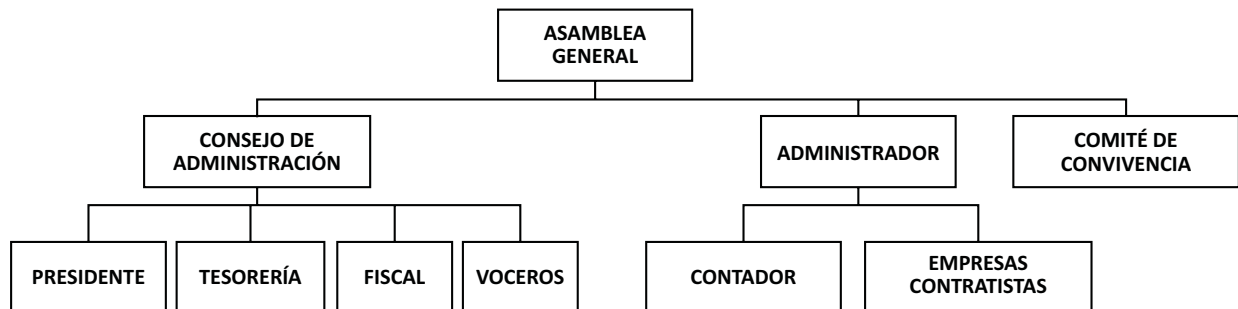 ASAMBLEA
GENERAL
CONSEJO DE
ADMINISTRACIÓN
ADMINISTRADOR
COMITÉ DE
CONVIVENCIA
PRESIDENTE
TESORERÍA
FISCAL
VOCEROS
CONTADOR
EMPRESAS
CONTRATISTAS